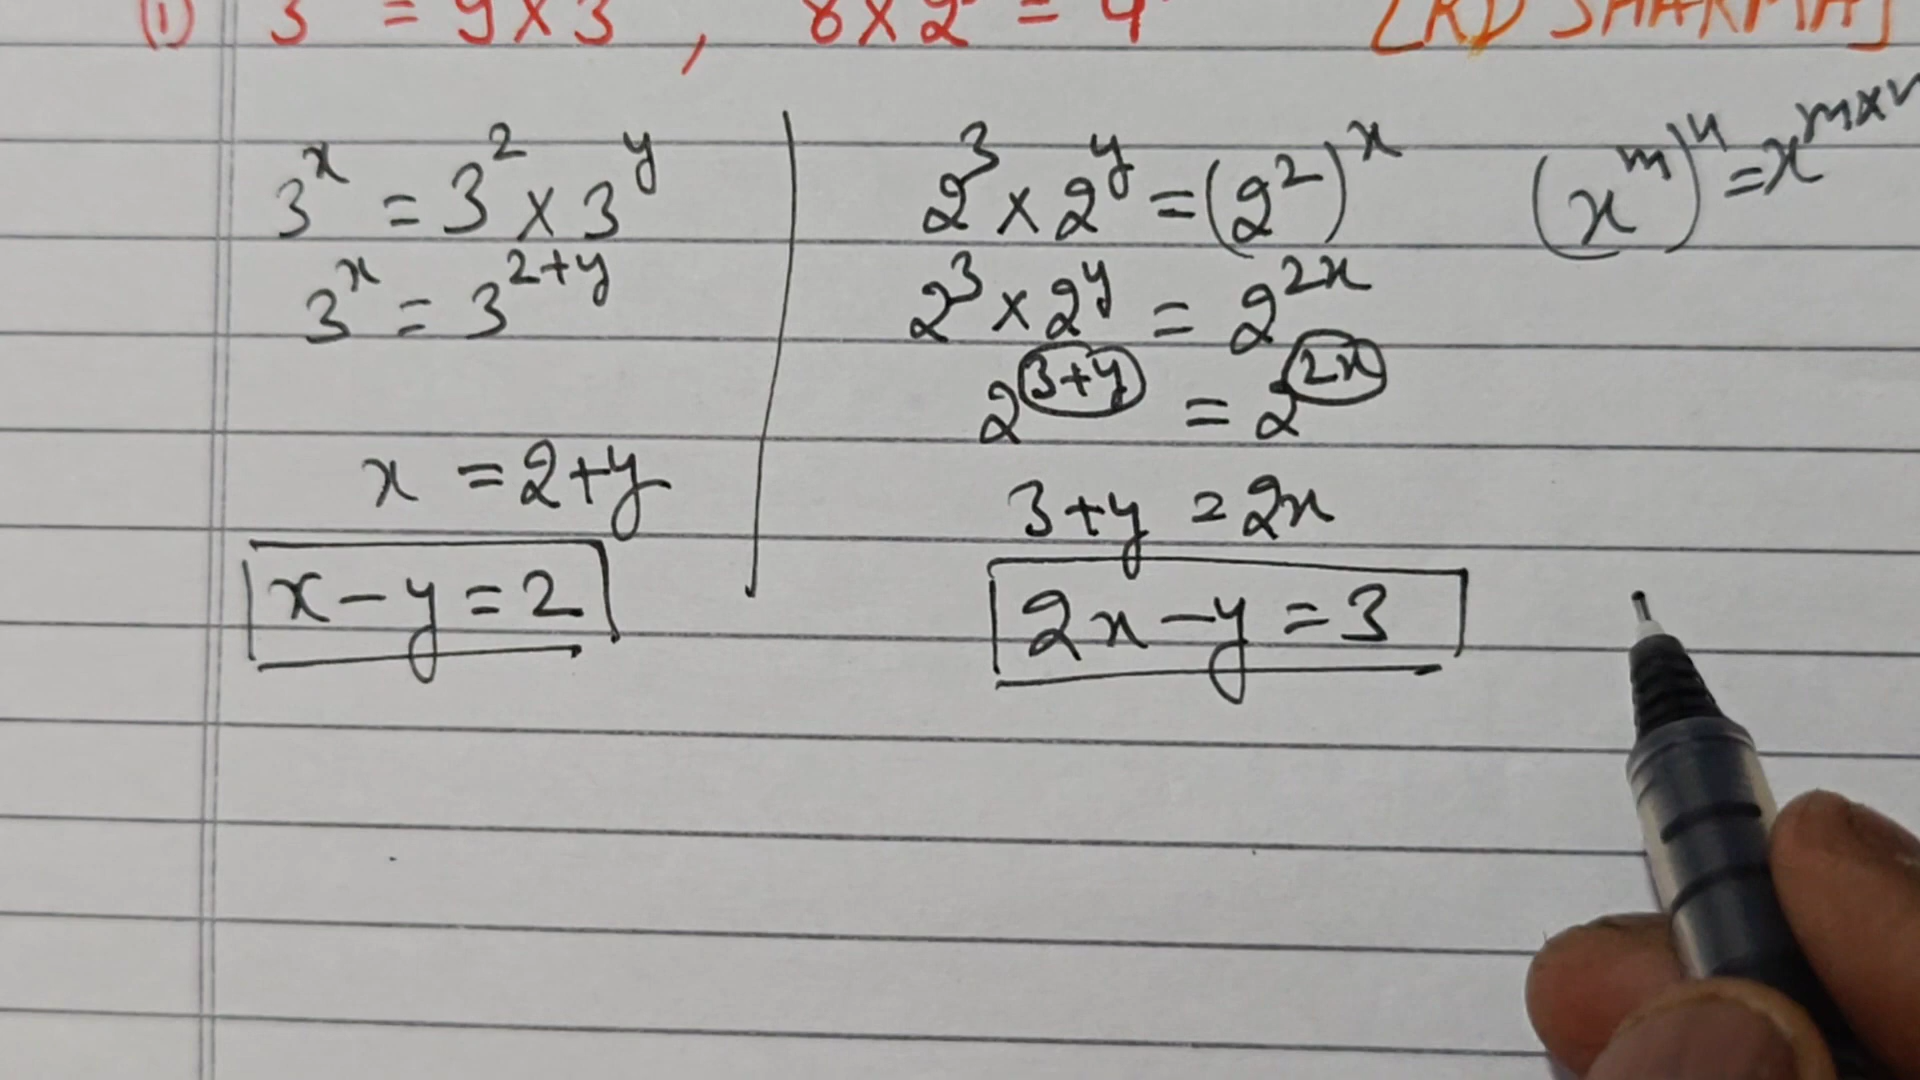 (i) 3 = 9 × 3 , 8 × 2 = 4 [RD SHARMA]
3^x = 3^2 × 3^y
3^x = 3^{2+y}
x = 2+y
x - y = 2
2^3 × 2^y = (2^2)^x
2^3 × 2^y = 2^{2x}
2^{3+y} = 2^{2x}
3+y = 2x
2x - y = 3
(x^m)^n = x^{m×n}